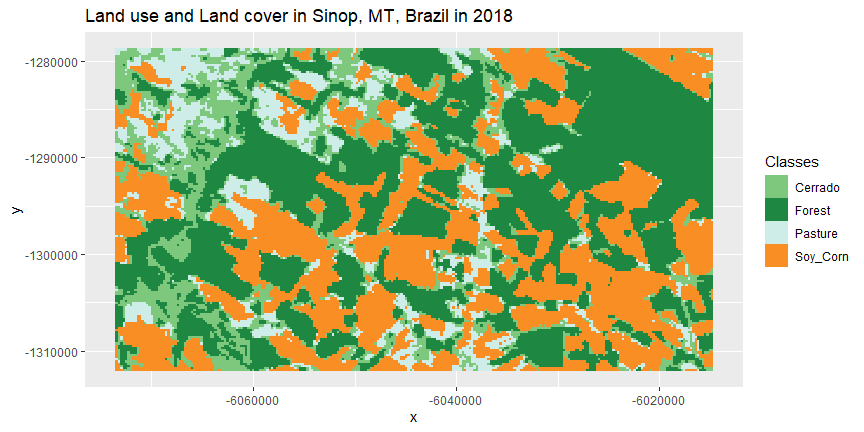 Land use and Land cover in Sinop, MT, Brazil in 2018
-1280000
-1290000
-1300000
-1310000
y
-6060000
-6040000
-6020000
x
Classes
Cerrado
Forest
Pasture
Soy_Corn